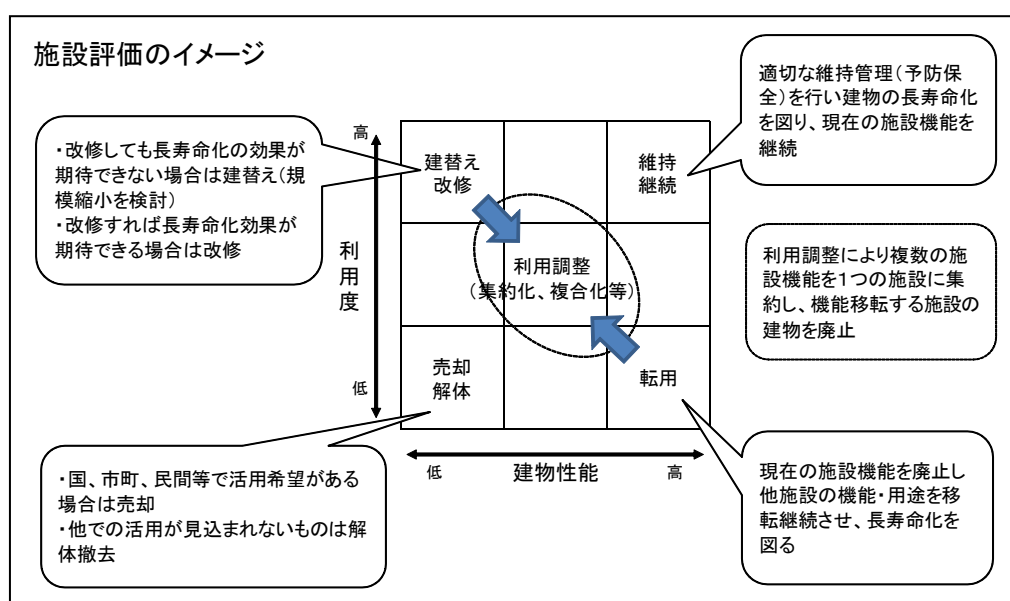 施設評価のイメージ
・改修しても長寿命化の効果が
期待できない場合は建替え(規
模縮小を検討)
・改修すれば長寿命化効果が
期待できる場合は改修
適切な維持管理(予防保
全)を行い建物の長寿命化
を図り、現在の施設機能を
継続
高
利
用
度
低
建替え
改修
維持
継続
利用調整
(集約化、複合化等)
売却
解体
転用
利用調整により複数の施
設機能を1つの施設に集
約し、機能移転する施設の
建物を廃止
低
建物性能
高
・国、市町、民間等で活用希望がある
場合は売却
・他での活用が見込まれないものは解
体撤去
現在の施設機能を廃止し
他施設の機能・用途を移
転継続させ、長寿命化を
図る